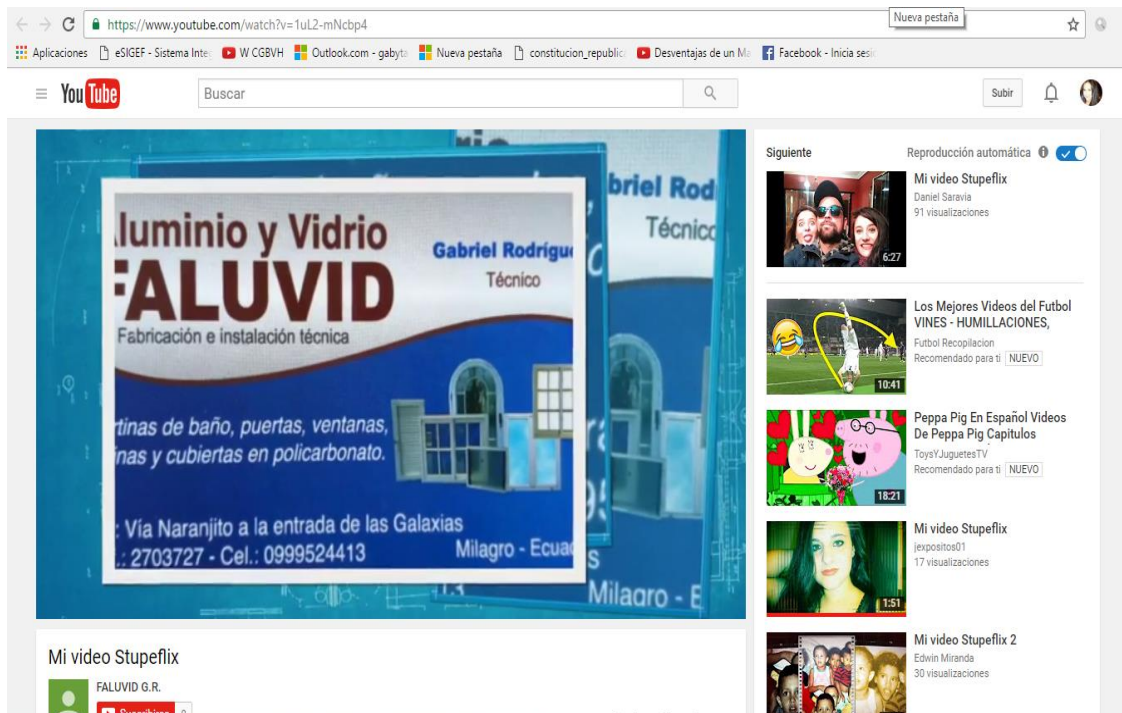 https://www.youtube.com/watch?v=1uL2-mNcbp4
Nueva pestaña
Aplicaciones
eSIGEF - Sistema Inte
W CGBVH
Outlook.com - gabyta
Nueva pestaña
constitucion_republic
Desventajas de un Ma
Facebook - Inicia sesi
You Tube
Buscar
Subir
luminio y Vidrio
FALUVID
Fabricación e instalación técnica
Gabriel Rodrígu
Técnico
rtinas de baño, puertas, ventanas,
nas y cubiertas en policarbonato.
: Vía Naranjito a la entrada de las Galaxias
.: 2703727 - Cel.: 0999524413
Milagro - Ecua
briel Rod
Técnico
Milagro - E
Mi video Stupeflix
FALUVID G.R.
Suscribirse 0
Siguiente
Reproducción automática
Mi video Stupeflix
Daniel Saravia
91 visualizaciones
6:27
Los Mejores Videos del Futbol
VINES - HUMILLACIONES,
Futbol Recopilacion
Recomendado para ti NUEVO
10:41
Peppa Pig En Español Videos
De Peppa Pig Capitulos
ToysYJuguetesTV
Recomendado para ti NUEVO
18:21
Mi video Stupeflix
jexpositos01
17 visualizaciones
1:51
Mi video Stupeflix 2
Edwin Miranda
30 visualizaciones